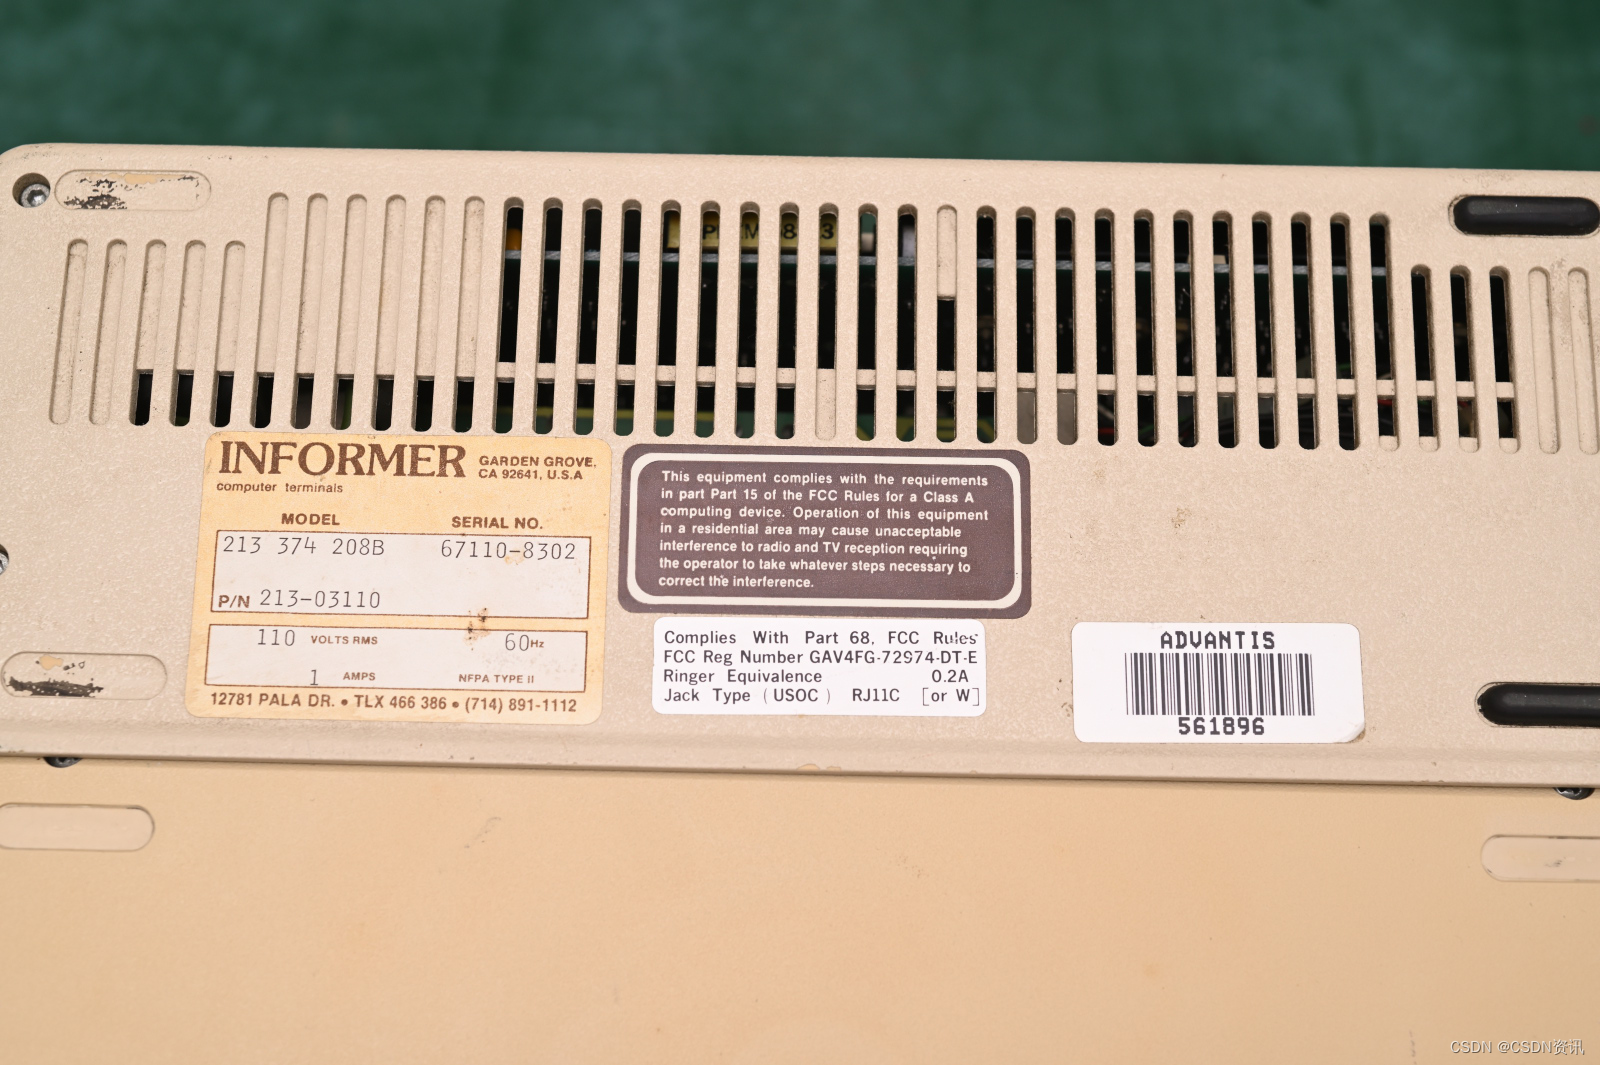 INFORMER GARDEN GROVE,
CA 92641, U.S.A
computer terminals
MODEL SERIAL NO.
213 374 208B 67110-8302
P/N 213-03110
110 VOLTS RMS 60Hz
1 AMPS NFPA TYPE II
12781 PALA DR. • TLX 466 386 • (714) 891-1112
This equipment complies with the requirements
in part Part 15 of the FCC Rules for a Class A
computing device. Operation of this equipment
in a residential area may cause unacceptable
interference to radio and TV reception requiring
the operator to take whatever steps necessary to
correct the interference.
Complies With Part 68, FCC Rules
FCC Reg Number GAV4FG-72974-DT-E
Ringer Equivalence 0.2A
Jack Type (USOC) RJ11C [or W]
ADVANTIS
561896
CSDN @CSDN资讯